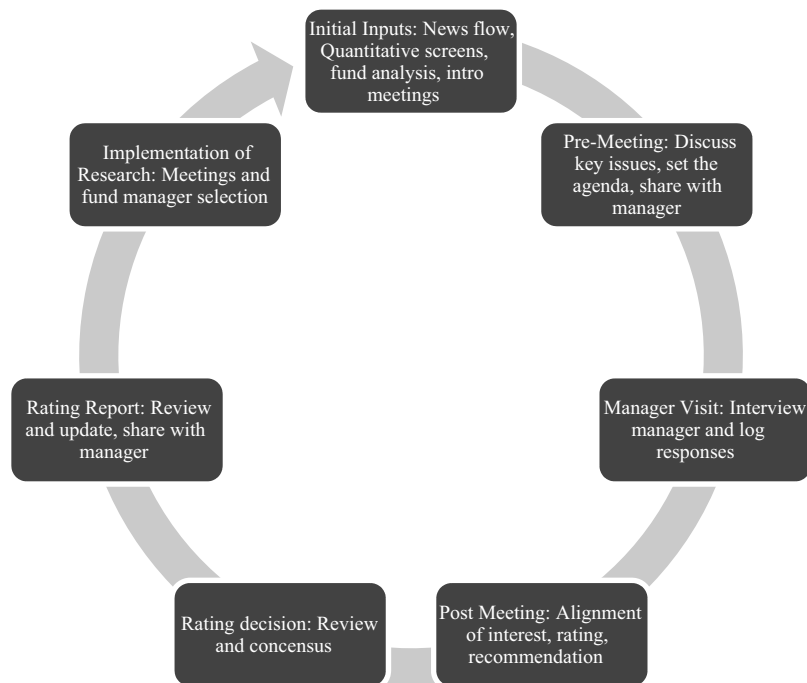 Initial Inputs: News flow,
Quantitative screens,
fund analysis, intro
meetings
Pre-Meeting: Discuss
key issues, set the
agenda, share with
manager
Manager Visit: Interview
manager and log
responses
Post Meeting: Alignment
of interest, rating,
recommendation
Rating decision: Review
and concensus
Rating Report: Review
and update, share with
manager
Implementation of
Research: Meetings and
fund manager selection